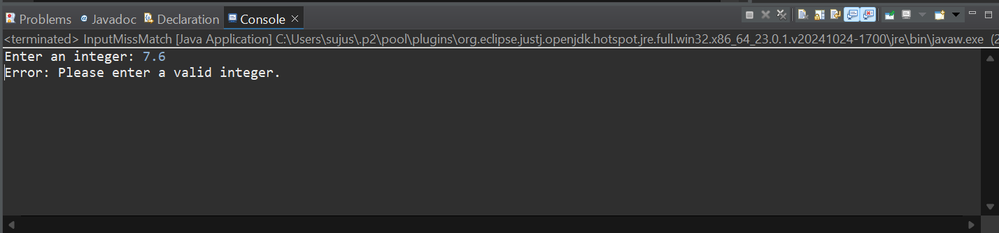 Problems Javadoc Declaration Console
<terminated> InputMissMatch [Java Application] C:\Users\sujus\.p2\pool\plugins\org.eclipse.justj.openjdk.hotspot.jre.full.win32.x86_64_23.0.1.v20241024-1700\jre\bin\javaw.exe (2
Enter an integer: 7.6
Error: Please enter a valid integer.